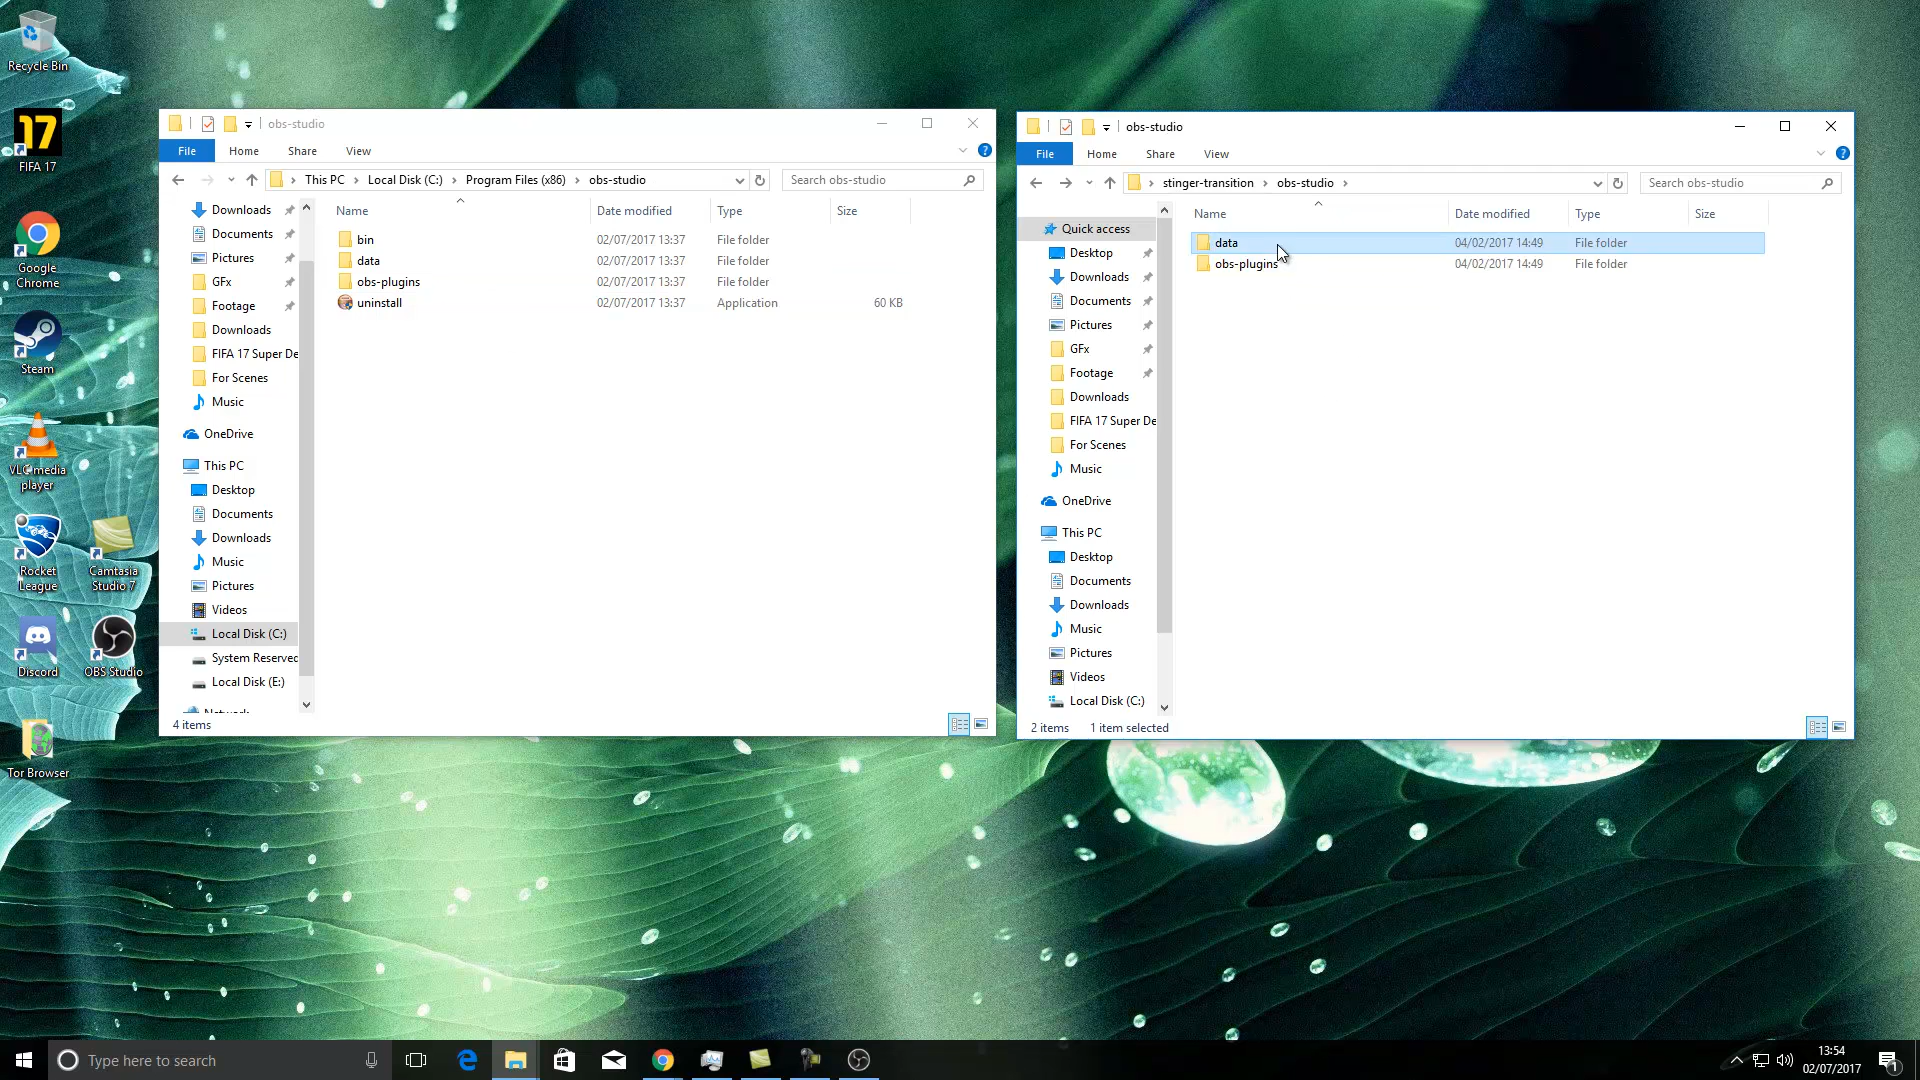 Recycle Bin
17
FIFA 17
Google
Chrome
Steam
VLC media
player
Rocket
League
Camtasia
Studio 7
Discord
OBS Studio
Tor Browser
obs-studio
File Home Share View
This PC Local Disk (C:) Program Files (x86) obs-studio
Search obs-studio
Downloads
Documents
Pictures
GFx
Footage
Downloads
FIFA 17 Super De
For Scenes
Music
OneDrive
This PC
Desktop
Documents
Downloads
Music
Pictures
Videos
Local Disk (C:)
System Reserved
Local Disk (E:)
Network
Name Date modified Type Size
bin 02/07/2017 13:37 File folder
data 02/07/2017 13:37 File folder
obs-plugins 02/07/2017 13:37 File folder
uninstall 02/07/2017 13:37 Application 60 KB
4 items
obs-studio
File Home Share View
stinger-transition obs-studio
Search obs-studio
Quick access
Desktop
Downloads
Documents
Pictures
GFx
Footage
Downloads
FIFA 17 Super De
For Scenes
Music
OneDrive
This PC
Desktop
Documents
Downloads
Music
Pictures
Videos
Local Disk (C:)
Name Date modified Type Size
data 04/02/2017 14:49 File folder
obs-plugins 04/02/2017 14:49 File folder
2 items 1 item selected
Type here to search
13:54
02/07/2017
1